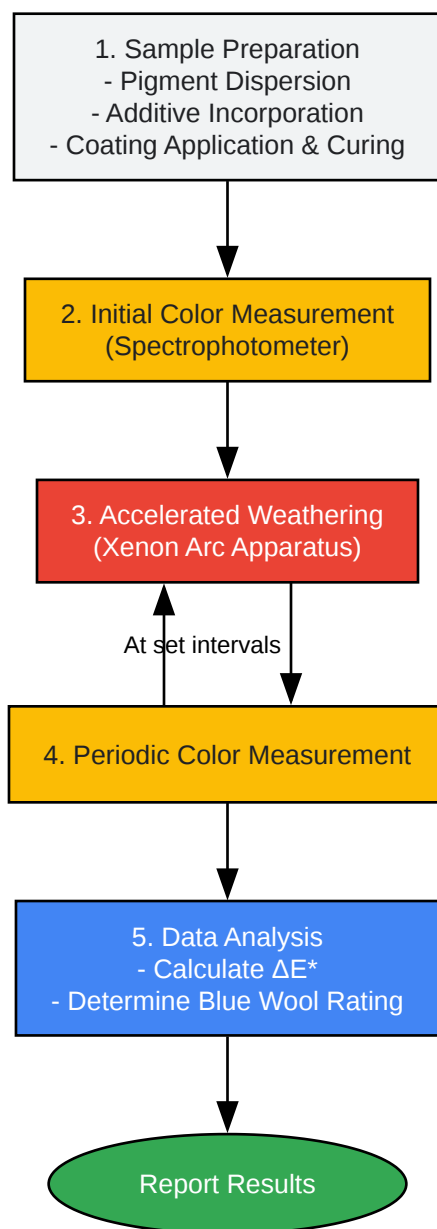 1. Sample Preparation
- Pigment Dispersion
- Additive Incorporation
- Coating Application & Curing
2. Initial Color Measurement
(Spectrophotometer)
3. Accelerated Weathering
(Xenon Arc Apparatus)
At set intervals
4. Periodic Color Measurement
5. Data Analysis
- Calculate ΔE*
- Determine Blue Wool Rating
Report Results